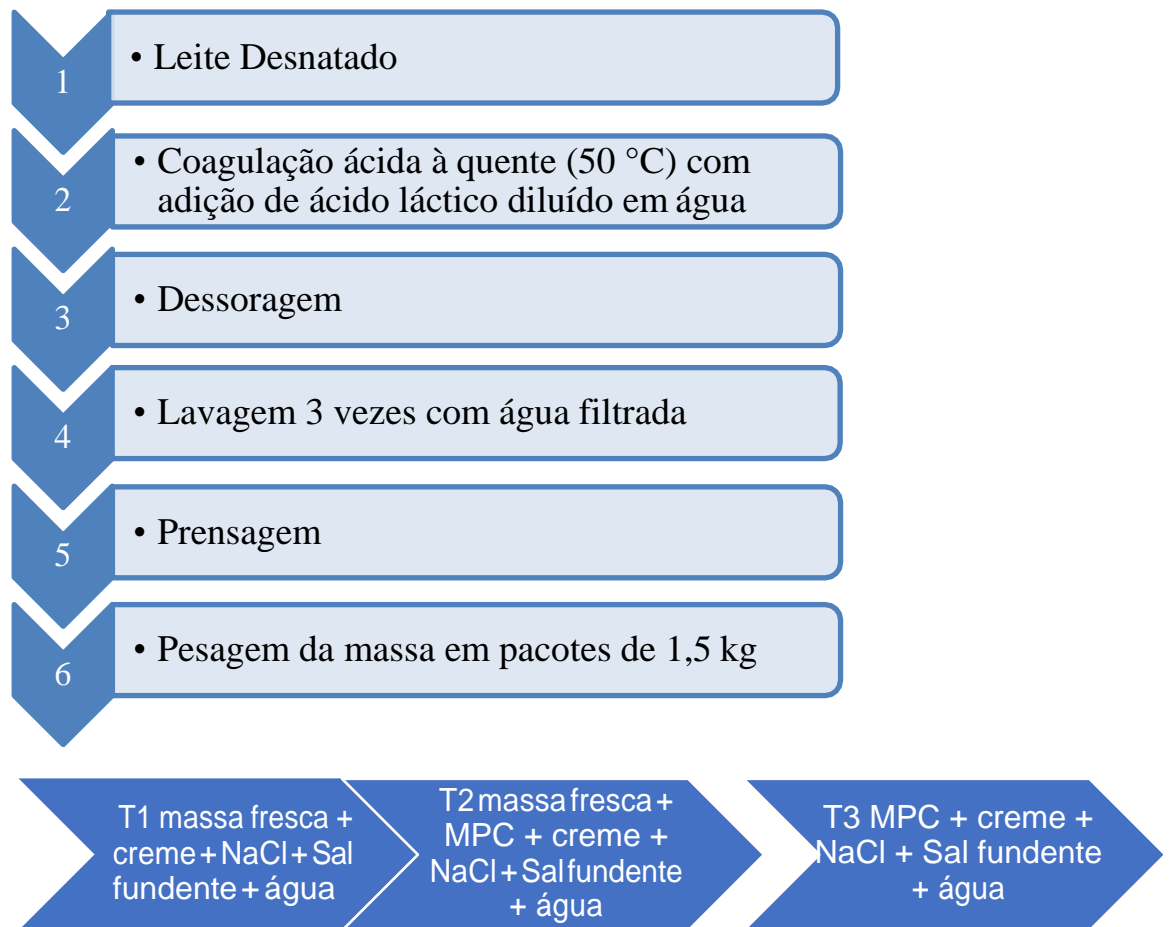 1
• Leite Desnatado
2
• Coagulação ácida à quente (50 °C) com
adição de ácido láctico diluído em água
3
• Dessoragem
4
• Lavagem 3 vezes com água filtrada
5
• Prensagem
6
• Pesagem da massa em pacotes de 1,5 kg
T1 massa fresca +
creme + NaCl + Sal
fundente + água
T2 massa fresca +
MPC + creme +
NaCl + Sal fundente
+ água
T3 MPC + creme +
NaCl + Sal fundente
+ água